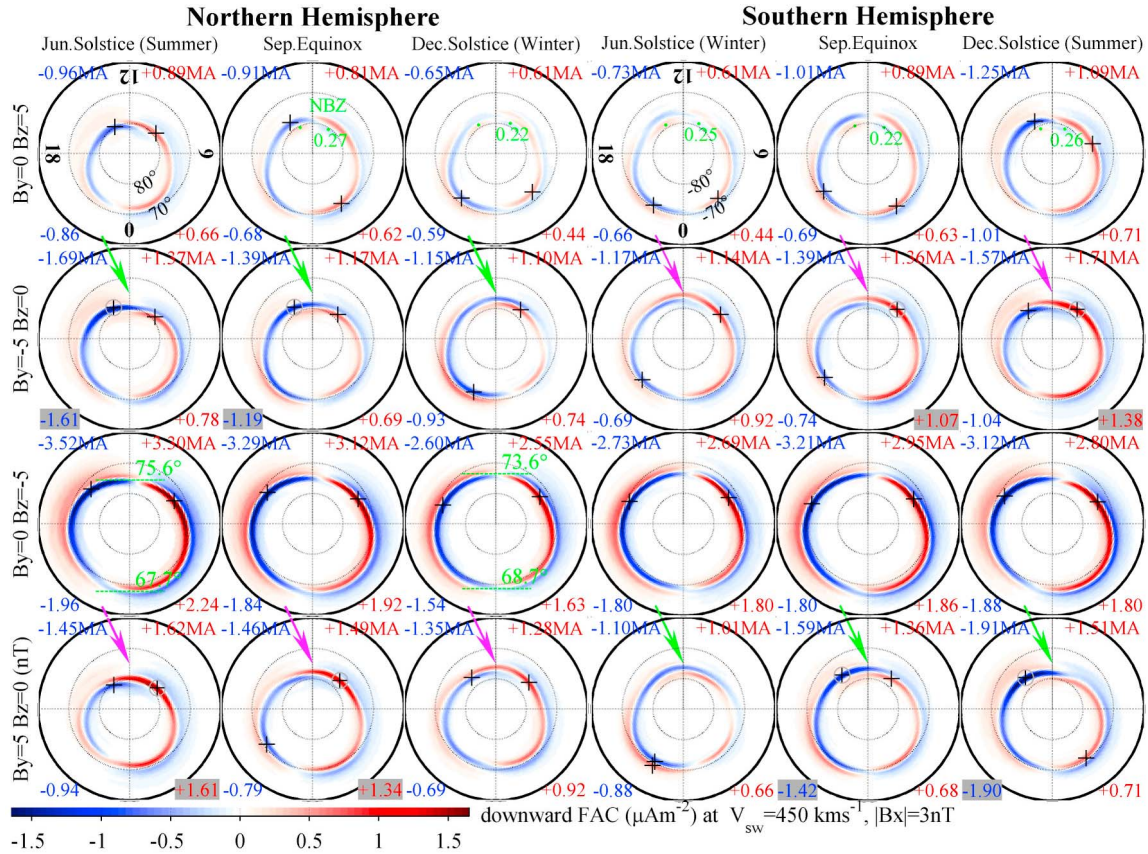 Northern Hemisphere Southern Hemisphere
Jun.Solstice (Summer) Sep.Equinox Dec.Solstice (Winter) Jun.Solstice (Winter) Sep.Equinox Dec.Solstice (Summer)
-0.96MA +0.89MA -0.91MA +0.81MA -0.65MA +0.61MA -0.73MA +0.61MA -1.01MA +0.89MA -1.25MA +1.09MA
12 12
NBZ
0.27 0.22 0.25 0.22 0.26
By=0 Bz=5
18 9 18 9
80° -80°
70° -70°
0 0
-0.86 +0.66 -0.68 +0.62 -0.59 +0.44 -0.66 +0.44 -0.69 +0.63 -1.01 +0.71
-1.69MA +1.37MA -1.39MA +1.17MA -1.15MA +1.10MA -1.17MA +1.14MA -1.39MA +1.36MA -1.57MA +1.71MA
By=-5 Bz=0
-1.61 +0.78 -1.19 +0.69 -0.93 +0.74 -0.69 +0.92 -0.74 +1.07 -1.04 +1.38
-3.52MA +3.30MA -3.29MA +3.12MA -2.60MA +2.55MA -2.73MA +2.69MA -3.21MA +2.95MA -3.12MA +2.80MA
75.6° 73.6°
By=0 Bz=-5
67.7° 68.7°
-1.96 +2.24 -1.84 +1.92 -1.54 +1.63 -1.80 +1.80 -1.80 +1.86 -1.88 +1.80
-1.45MA +1.62MA -1.46MA +1.49MA -1.35MA +1.28MA -1.10MA +1.01MA -1.59MA +1.36MA -1.91MA +1.51MA
By=5 Bz=0 (nT)
-0.94 +1.61 -0.79 +1.34 -0.69 +0.92 -0.88 +0.66 -1.42 +0.68 -1.90 +0.71
downward FAC (μAm⁻²) at V_sw=450 kms⁻¹, |Bx|=3nT
-1.5 -1 -0.5 0 0.5 1 1.5